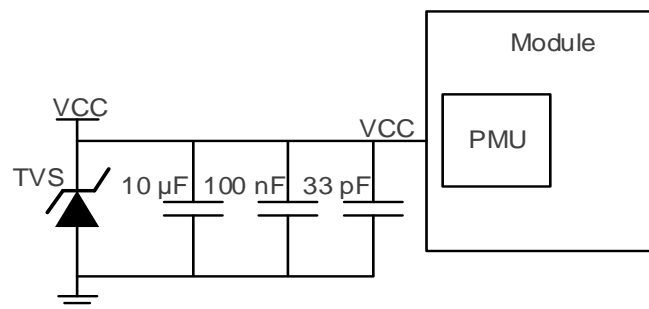 Module
VCC
VCC
PMU
TVS
10 µF
100 nF
33 pF